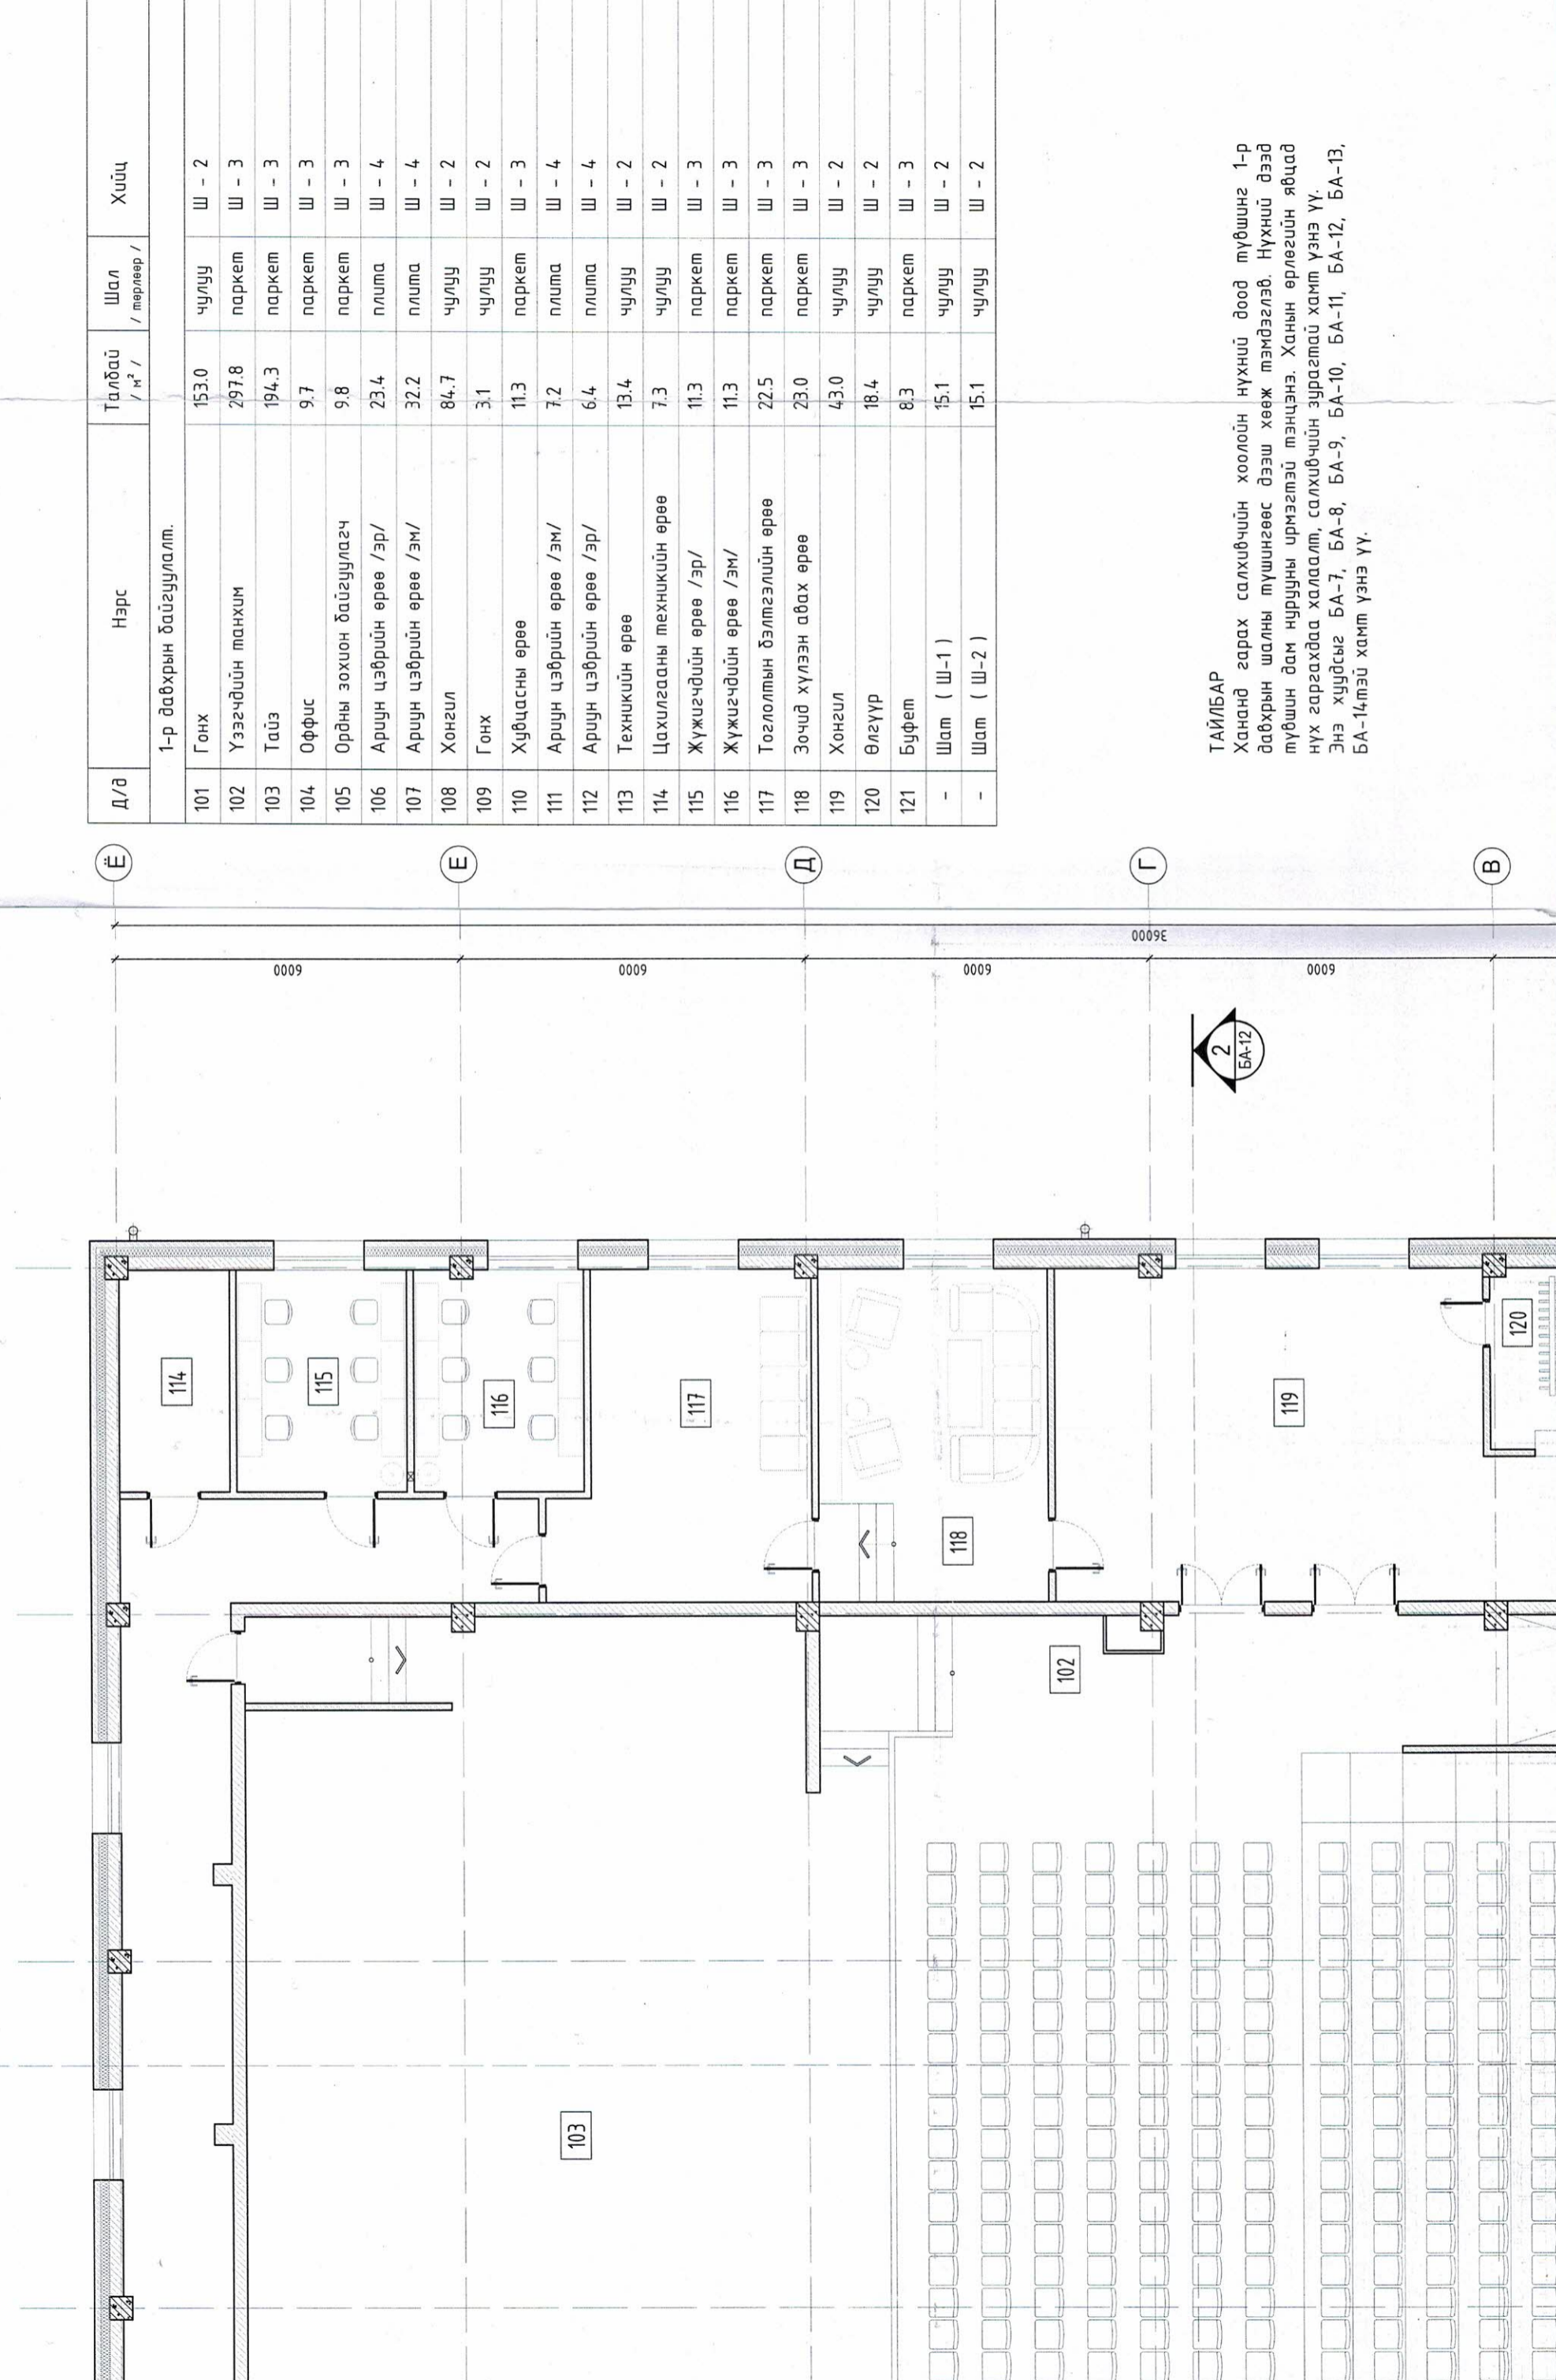 Д/д Нэрс Талбай / м² / Шал / төрлөөр / Хийц
1-р давхрын байгуулалт.
101 Гонх 153.0 чулуу Ш - 2
102 Үзэгчдийн танхим 297.8 паркет Ш - 3
103 Тайз 194.3 паркет Ш - 3
104 Оффис 9.7 паркет Ш - 3
105 Ордны зохион байгуулагч 9.8 паркет Ш - 3
106 Ариун цэврийн өрөө /эр/ 23.4 плита Ш - 4
107 Ариун цэврийн өрөө /эм/ 32.2 плита Ш - 4
108 Хонгил 84.7 чулуу Ш - 2
109 Гонх 3.1 чулуу Ш - 2
110 Хувцасны өрөө 11.3 паркет Ш - 3
111 Ариун цэврийн өрөө /эм/ 7.2 плита Ш - 4
112 Ариун цэврийн өрөө /эр/ 6.4 плита Ш - 4
113 Техникийн өрөө 13.4 чулуу Ш - 2
114 Цахилгааны техникийн өрөө 7.3 чулуу Ш - 2
115 Жүжигчдийн өрөө /эр/ 11.3 паркет Ш - 3
116 Жүжигчдийн өрөө /эм/ 11.3 паркет Ш - 3
117 Тоглолтын бэлтгэлийн өрөө 22.5 паркет Ш - 3
118 Зочид хүлээн авах өрөө 23.0 паркет Ш - 3
119 Хонгил 43.0 чулуу Ш - 2
120 Өлгүүр 18.4 чулуу Ш - 2
121 Буфет 8.3 паркет Ш - 3
- Шат ( Ш-1 ) 15.1 чулуу Ш - 2
- Шат ( Ш-2 ) 15.1 чулуу Ш - 2
ТАЙЛБАР
Хананд гарах салхивчийн хоолойн нүхний доод түвшинг 1-р
давхрын шалны түшингөөс дээш хөөж тэмдэглэв. Нүхний дээд
түвшин дам нурууны ирмэгтэй тэнцэнэ. Ханын өрлөгийн явцад
нүх гаргахдаа халаалт, салхивчийн зурагтай хамт үзнэ үү.
Энэ хуудсыг БА-7, БА-8, БА-9, БА-10, БА-11, БА-12, БА-13,
БА-14тэй хамт үзнэ үү.
Ё
Е
Д
Г
В
36000
6000
6000
6000
6000
2
БА-12
114
115
116
117
118
119
120
102
103